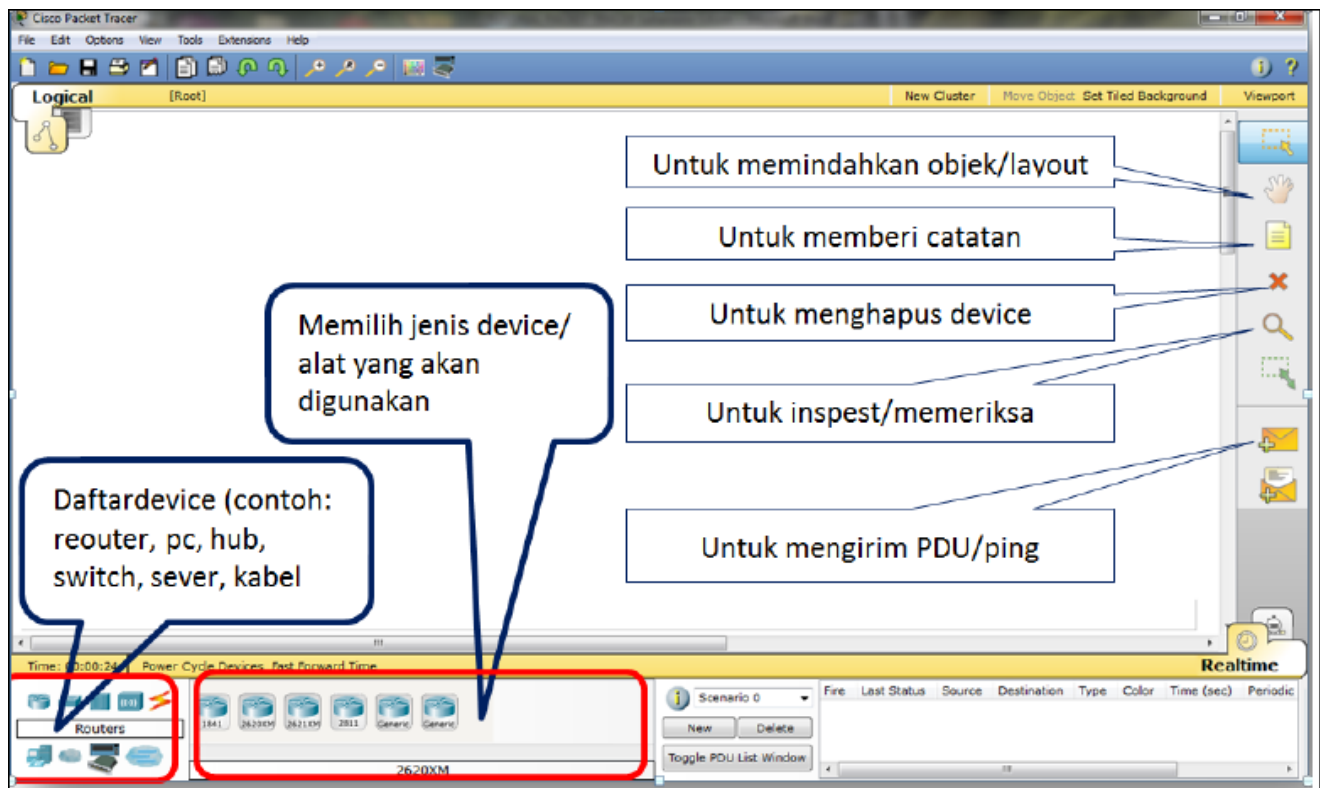 Cisco Packet Tracer
File Edit Options View Tools Extensions Help
Logical [Root] New Cluster Move Object Set Tiled Background Viewport
Untuk memindahkan objek/layout
Untuk memberi catatan
Untuk menghapus device
Memilih jenis device/
alat yang akan
digunakan
Untuk inspest/memeriksa
Daftardevice (contoh:
reouter, pc, hub,
switch, sever, kabel
Untuk mengirim PDU/ping
Time: 00:00:24 Power Cycle Devices Fast Forward Time Realtime
Routers
1841 2620XM 2621XM 2811 Generic Generic
2620XM
Scenario 0
New Delete
Toggle PDU List Window
Fire Last Status Source Destination Type Color Time (sec) Periodic